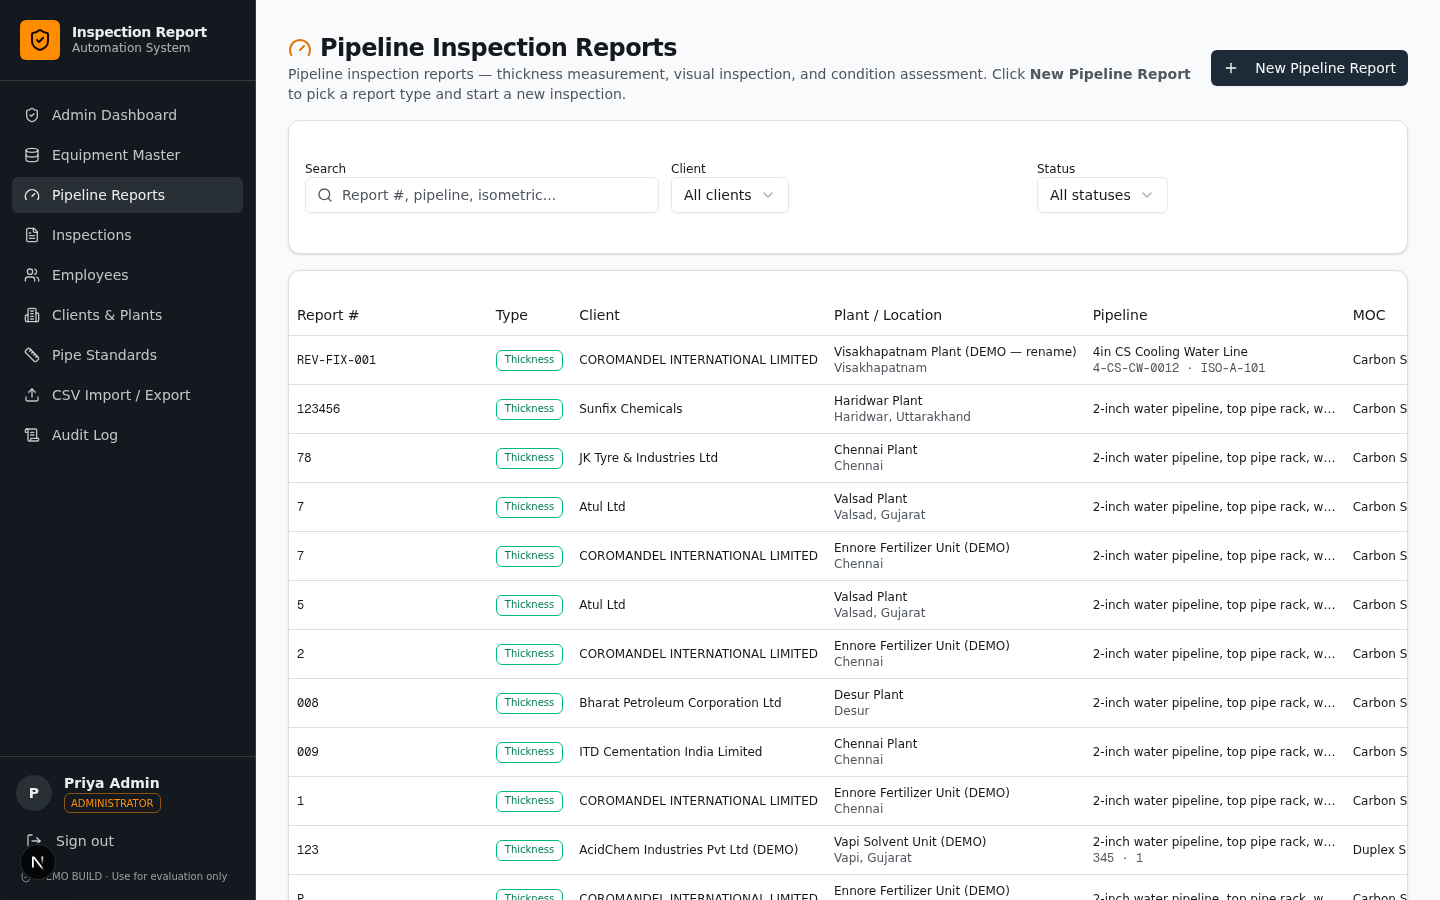 Inspection Report
Automation System
Admin Dashboard
Equipment Master
Pipeline Reports
Inspections
Employees
Clients & Plants
Pipe Standards
CSV Import / Export
Audit Log
P
Priya Admin
ADMINISTRATOR
Sign out
N
EMO BUILD · Use for evaluation only
Pipeline Inspection Reports
Pipeline inspection reports — thickness measurement, visual inspection, and condition assessment. Click New Pipeline Report
to pick a report type and start a new inspection.
New Pipeline Report
Search
Client
Status
Report #, pipeline, isometric...
All clients
All statuses
Report # Type Client Plant / Location Pipeline MOC
REV-FIX-001 Thickness COROMANDEL INTERNATIONAL LIMITED Visakhapatnam Plant (DEMO — rename) 4in CS Cooling Water Line Carbon S
Visakhapatnam 4-CS-CW-0012 · ISO-A-101
123456 Thickness Sunfix Chemicals Haridwar Plant 2-inch water pipeline, top pipe rack, w... Carbon S
Haridwar, Uttarakhand
78 Thickness JK Tyre & Industries Ltd Chennai Plant 2-inch water pipeline, top pipe rack, w... Carbon S
Chennai
7 Thickness Atul Ltd Valsad Plant 2-inch water pipeline, top pipe rack, w... Carbon S
Valsad, Gujarat
7 Thickness COROMANDEL INTERNATIONAL LIMITED Ennore Fertilizer Unit (DEMO) 2-inch water pipeline, top pipe rack, w... Carbon S
Chennai
5 Thickness Atul Ltd Valsad Plant 2-inch water pipeline, top pipe rack, w... Carbon S
Valsad, Gujarat
2 Thickness COROMANDEL INTERNATIONAL LIMITED Ennore Fertilizer Unit (DEMO) 2-inch water pipeline, top pipe rack, w... Carbon S
Chennai
008 Thickness Bharat Petroleum Corporation Ltd Desur Plant 2-inch water pipeline, top pipe rack, w... Carbon S
Desur
009 Thickness ITD Cementation India Limited Chennai Plant 2-inch water pipeline, top pipe rack, w... Carbon S
Chennai
1 Thickness COROMANDEL INTERNATIONAL LIMITED Ennore Fertilizer Unit (DEMO) 2-inch water pipeline, top pipe rack, w... Carbon S
Chennai
123 Thickness AcidChem Industries Pvt Ltd (DEMO) Vapi Solvent Unit (DEMO) 2-inch water pipeline, top pipe rack, w... Duplex S
Vapi, Gujarat 345 · 1
P Thickness COROMANDEL INTERNATIONAL LIMITED Ennore Fertilizer Unit (DEMO) 2-inch water pipeline, top pipe rack, w... Carbon S